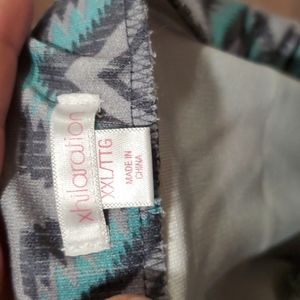 xhilaration
XXL/TTG
MADE IN
CHINA